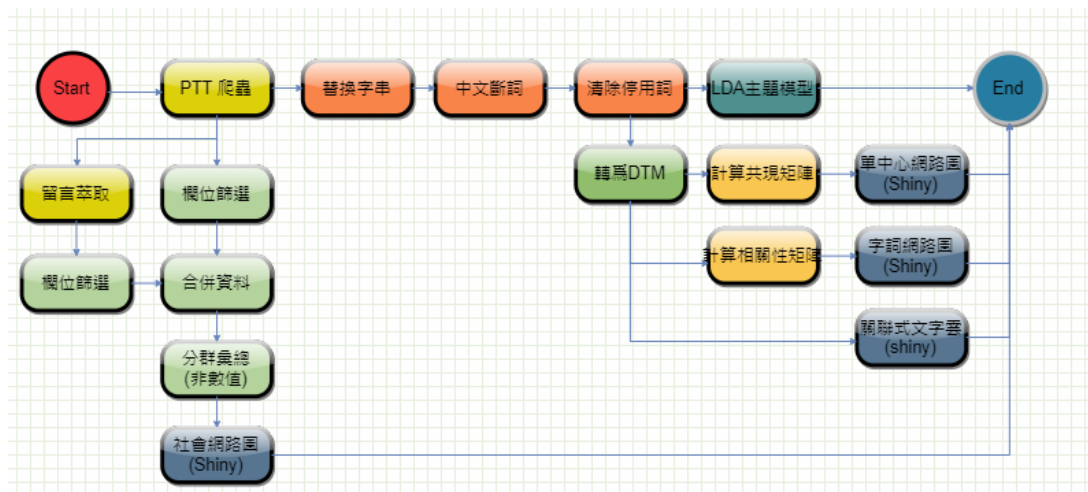 Start
PTT 爬蟲
替換字串
中文斷詞
清除停用詞
LDA主題模型
End
留言萃取
欄位篩選
轉為DTM
計算共現矩陣
單中心網路圖
(Shiny)
欄位篩選
合併資料
計算相關性矩陣
字詞網路圖
(Shiny)
分群彙總
(非數值)
關聯式文字雲
(shiny)
社會網路圖
(Shiny)